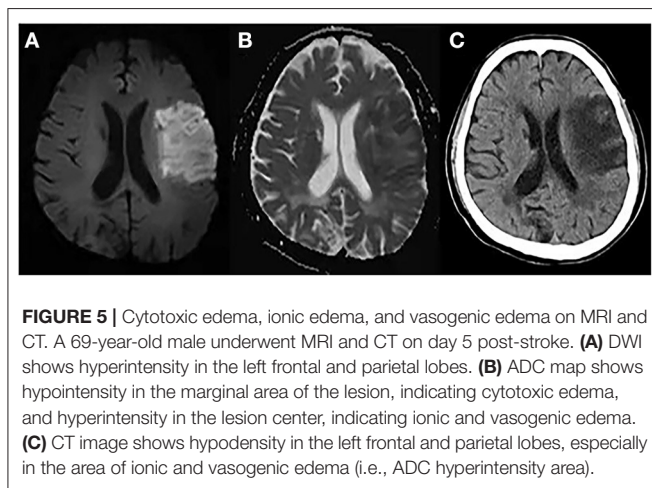 A
B
C
FIGURE 5 | Cytotoxic edema, ionic edema, and vasogenic edema on MRI and
CT. A 69-year-old male underwent MRI and CT on day 5 post-stroke. (A) DWI
shows hyperintensity in the left frontal and parietal lobes. (B) ADC map shows
hypointensity in the marginal area of the lesion, indicating cytotoxic edema,
and hyperintensity in the lesion center, indicating ionic and vasogenic edema.
(C) CT image shows hypodensity in the left frontal and parietal lobes, especially
in the area of ionic and vasogenic edema (i.e., ADC hyperintensity area).